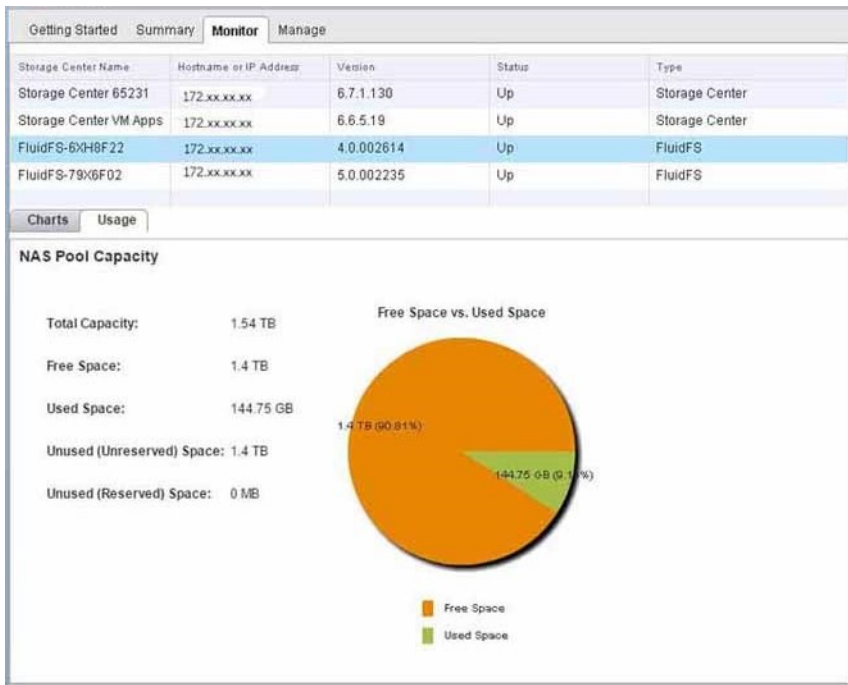 Getting Started Summary Monitor Manage
Storage Center Name Hostname or IP Address Version Status Type
Storage Center 65231 172.xx.xx.xx 6.7.1.130 Up Storage Center
Storage Center VM Apps 172.xx.xx.xx 6.6.5.19 Up Storage Center
FluidFS-6XH8F22 172.xx.xx.xx 4.0.002614 Up FluidFS
FluidFS-79X6F02 172.xx.xx.xx 5.0.002235 Up FluidFS
Charts Usage
NAS Pool Capacity
Free Space vs. Used Space
Total Capacity: 1.54 TB
Free Space: 1.4 TB
Used Space: 144.75 GB
Unused (Unreserved) Space: 1.4 TB
Unused (Reserved) Space: 0 MB
1.4 TB (90.81%)
144.75 GB
Free Space
Used Space